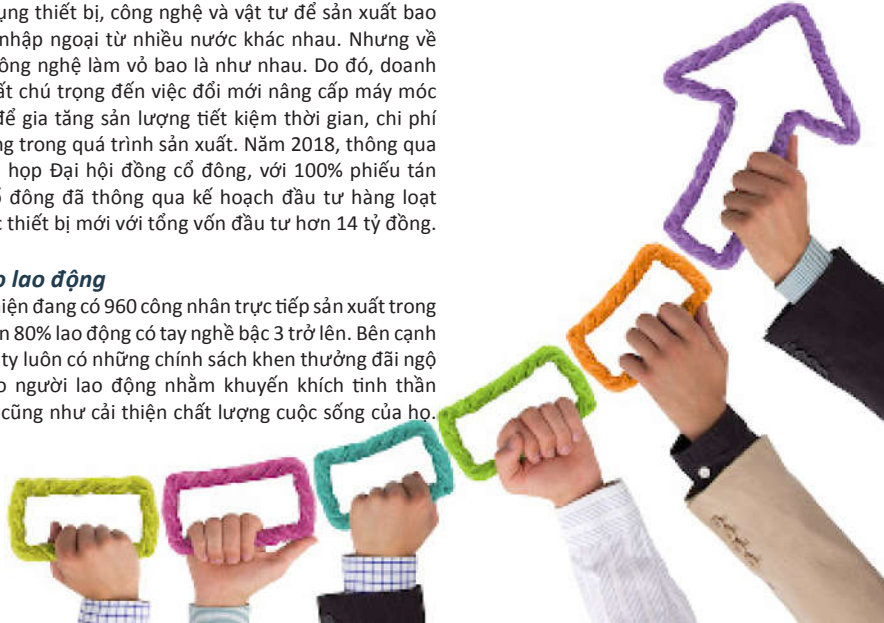 ụng thiết bị, công nghệ và vật tư để sản xuất bao
nhập ngoại từ nhiều nước khác nhau. Nhưng về
ông nghệ làm vỏ bao là như nhau. Do đó, doanh
ất chú trọng đến việc đổi mới nâng cấp máy móc
để gia tăng sản lượng tiết kiệm thời gian, chi phí
ng trong quá trình sản xuất. Năm 2018, thông qua
họp Đại hội đồng cổ đông, với 100% phiếu tán
đông đã thông qua kế hoạch đầu tư hàng loạt
thiết bị mới với tổng vốn đầu tư hơn 14 tỷ đồng.
lao động
iện đang có 960 công nhân trực tiếp sản xuất trong
n 80% lao động có tay nghề bậc 3 trở lên. Bên cạnh
ty luôn có những chính sách khen thưởng đãi ngộ
o người lao động nhằm khuyến khích tinh thần
cũng như cải thiện chất lượng cuộc sống của họ.